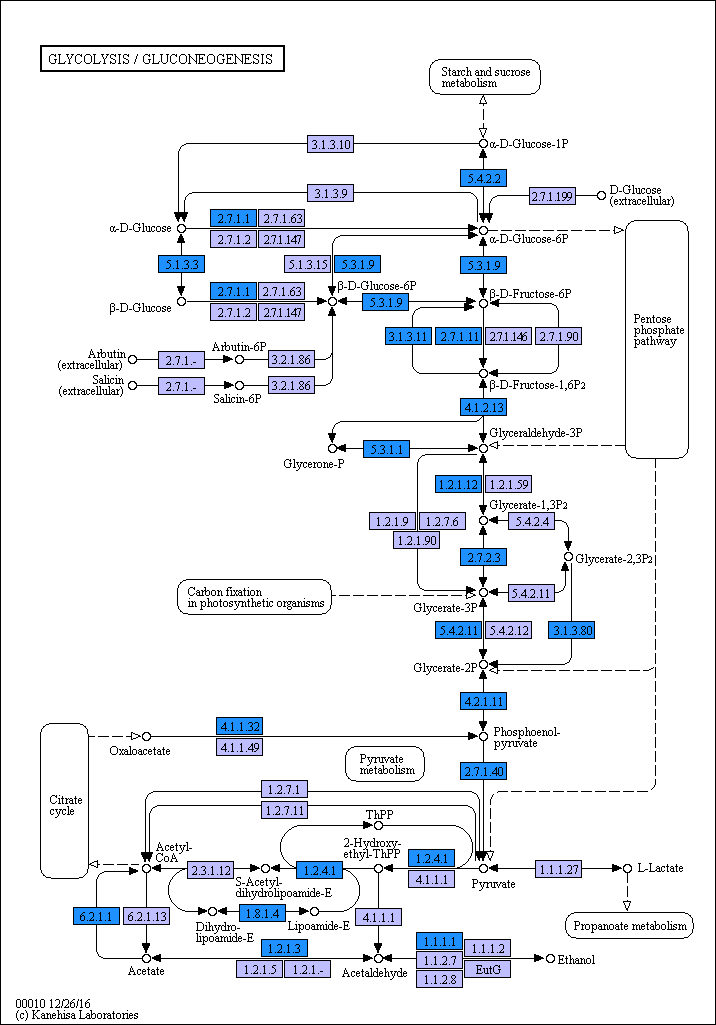 GLYCOLYSIS / GLUCONEOGENESIS
Starch and sucrose
metabolism
3.1.3.10
α-D-Glucose-1P
5.4.2.2
3.1.3.9
2.7.1.199
D-Glucose
(extracellular)
α-D-Glucose
2.7.1.1
2.7.1.63
2.7.1.2
2.7.1.147
α-D-Glucose-6P
5.1.3.3
5.1.3.15
5.3.1.9
5.3.1.9
β-D-Glucose
2.7.1.1
2.7.1.63
2.7.1.2
2.7.1.147
β-D-Glucose-6P
5.3.1.9
β-D-Fructose-6P
Pentose
phosphate
pathway
3.1.3.11
2.7.1.11
2.7.1.146
2.7.1.90
Arbutin
(extracellular)
2.7.1.-
Arbutin-6P
3.2.1.86
Salicin
(extracellular)
2.7.1.-
Salicin-6P
3.2.1.86
β-D-Fructose-1,6P2
4.1.2.13
Glyceraldehyde-3P
Glycerone-P
5.3.1.1
1.2.1.12
1.2.1.59
Glycerate-1,3P2
1.2.1.9
1.2.7.6
1.2.1.90
5.4.2.4
2.7.2.3
Glycerate-2,3P2
Carbon fixation
in photosynthetic organisms
5.4.2.11
Glycerate-3P
5.4.2.11
5.4.2.12
3.1.3.80
Glycerate-2P
4.2.1.11
Oxaloacetate
4.1.1.32
4.1.1.49
Phosphoenol-
pyruvate
Pyruvate
metabolism
2.7.1.40
Citrate
cycle
1.2.7.1
1.2.7.11
ThPP
Acetyl-
CoA
2.3.1.12
S-Acetyl-
dihydrolipoamide-E
1.2.4.1
2-Hydroxy-
ethyl-ThPP
1.2.4.1
4.1.1.1
Pyruvate
1.1.1.27
L-Lactate
6.2.1.1
6.2.1.13
Dihydro-
lipoamide-E
1.8.1.4
Lipoamide-E
4.1.1.1
Propanoate metabolism
Acetate
1.2.1.3
1.2.1.5
1.2.1.-
Acetaldehyde
1.1.1.1
1.1.1.2
1.1.2.7
EutG
1.1.2.8
Ethanol
00010 12/26/16
(c) Kanehisa Laboratories